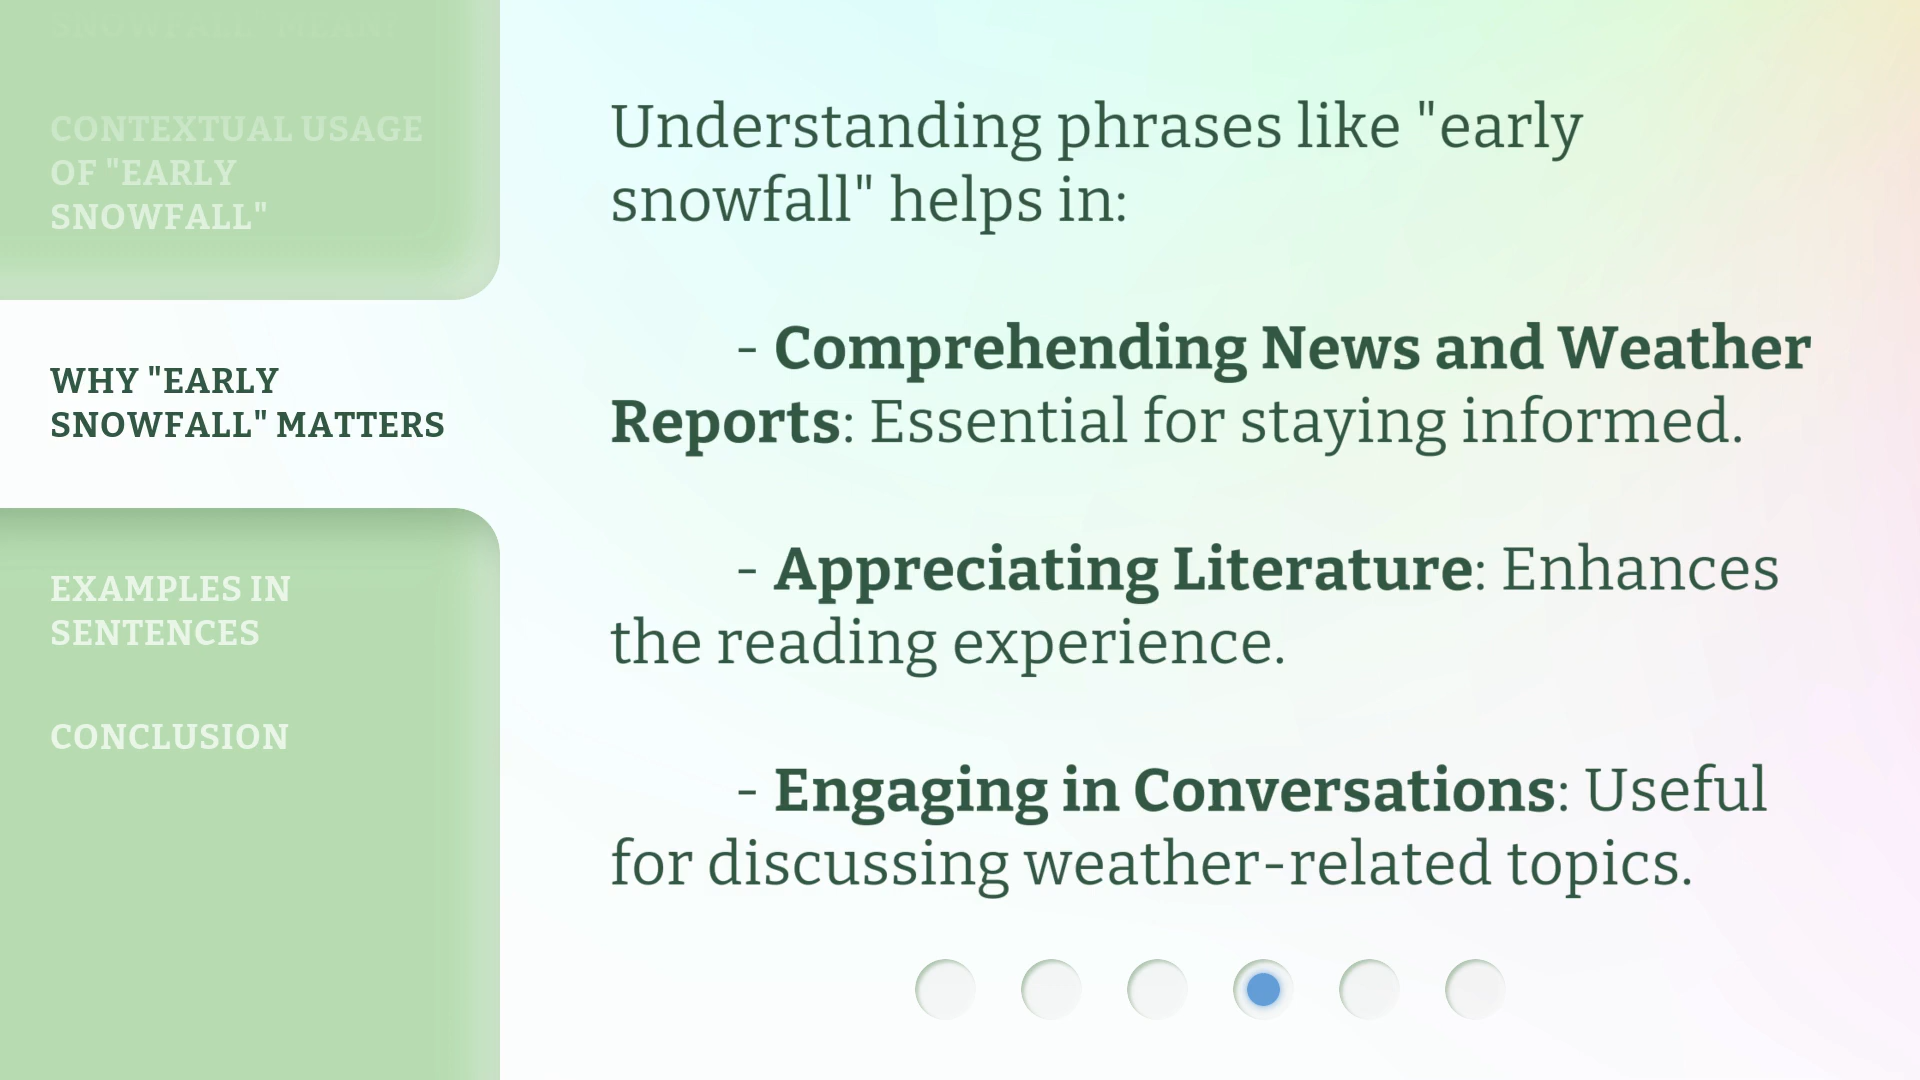 SNOWFALL" MEAN?
CONTEXTUAL USAGE
OF "EARLY
SNOWFALL"
WHY "EARLY
SNOWFALL" MATTERS
EXAMPLES IN
SENTENCES
CONCLUSION
Understanding phrases like "early
snowfall" helps in:
- Comprehending News and Weather
Reports: Essential for staying informed.
- Appreciating Literature: Enhances
the reading experience.
- Engaging in Conversations: Useful
for discussing weather-related topics.